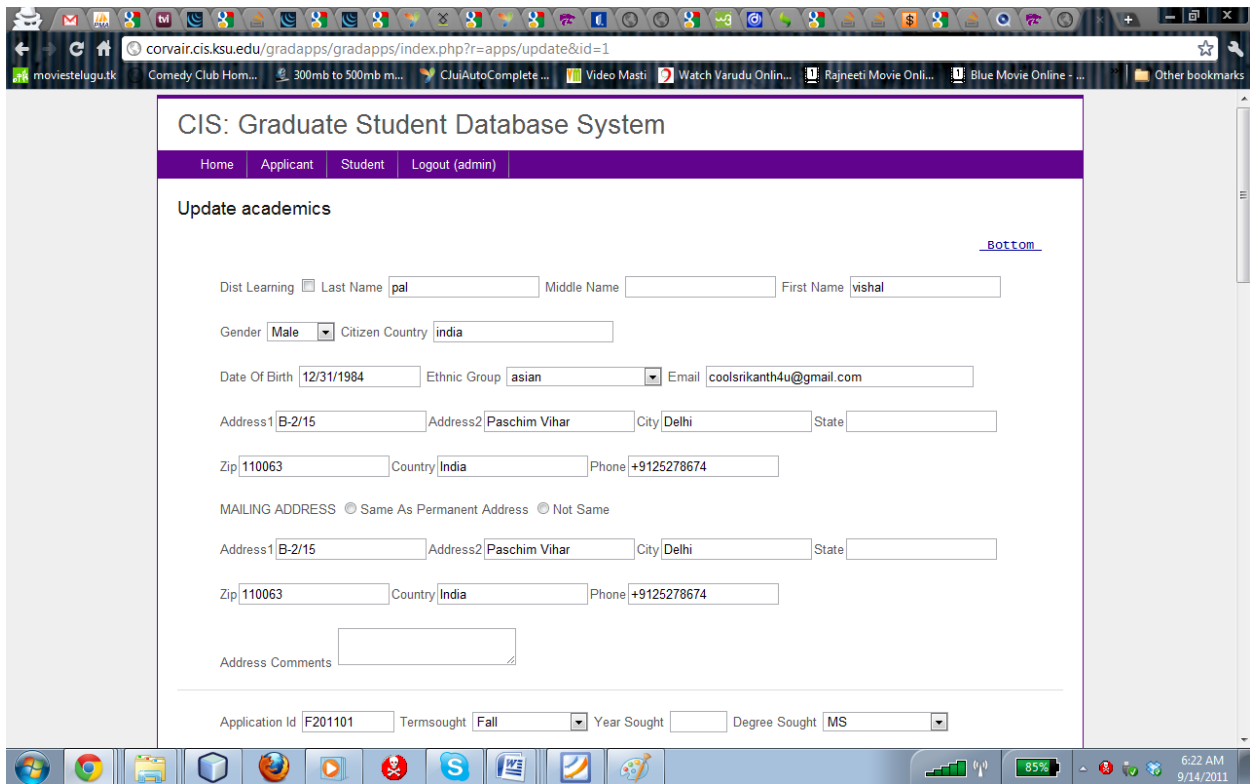 corvair.cis.ksu.edu/gradapps/gradapps/index.php?r=apps/update&id=1
moviestelugu.tk Comedy Club Hom... 300mb to 500mb m... CJuiAutoComplete ... Video Masti Watch Varudu Onlin... Rajneeti Movie Onli... Blue Movie Online - ... Other bookmarks
CIS: Graduate Student Database System
Home Applicant Student Logout (admin)
Update academics
Bottom
Dist Learning Last Name pal Middle Name First Name vishal
Gender Male Citizen Country india
Date Of Birth 12/31/1984 Ethnic Group asian Email coolsrikanth4u@gmail.com
Address1 B-2/15 Address2 Paschim Vihar City Delhi State
Zip 110063 Country India Phone +9125278674
MAILING ADDRESS Same As Permanent Address Not Same
Address1 B-2/15 Address2 Paschim Vihar City Delhi State
Zip 110063 Country India Phone +9125278674
Address Comments
Application Id F201101 Termsought Fall Year Sought Degree Sought MS
85% 6:22 AM
9/14/2011